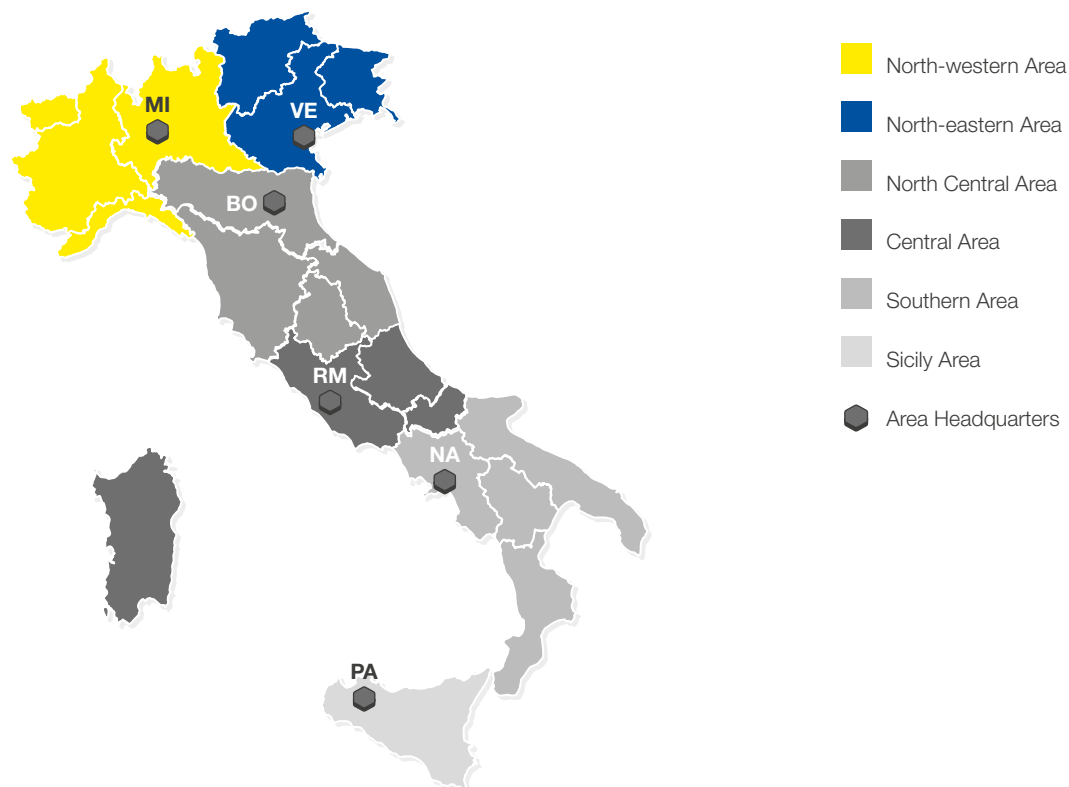 MI
VE
BO
RM
NA
PA
North-western Area
North-eastern Area
North Central Area
Central Area
Southern Area
Sicily Area
Area Headquarters